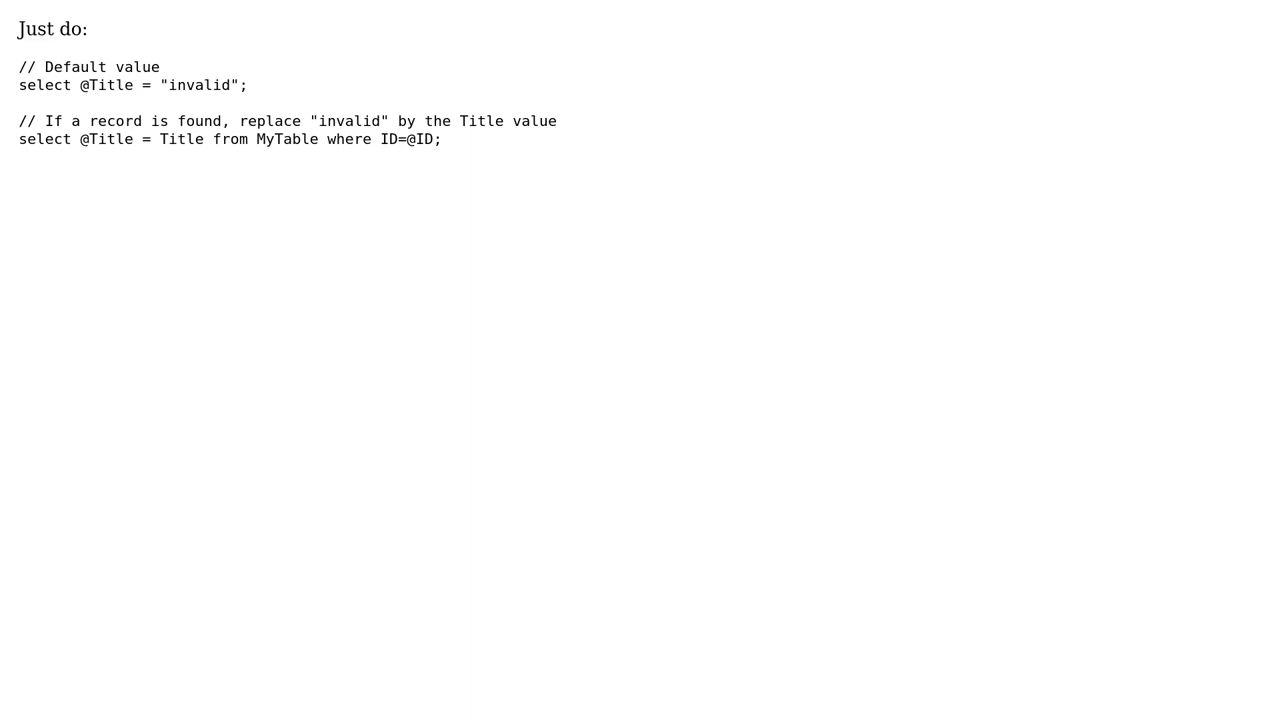 Just do:
// Default value
select @Title = "invalid";
// If a record is found, replace "invalid" by the Title value
select @Title = Title from MyTable where ID=@ID;